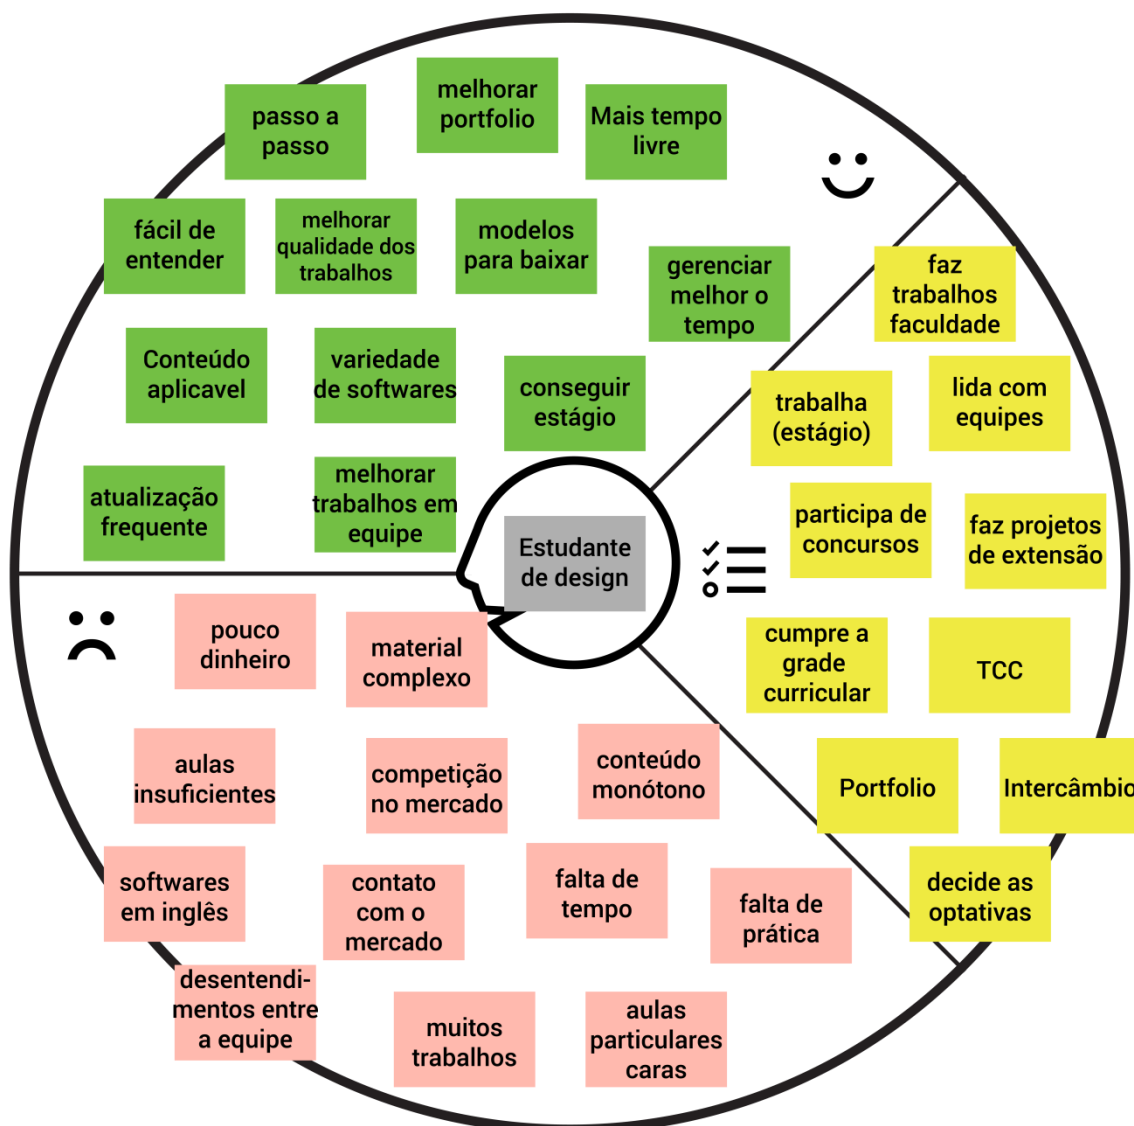 passo a
passo
melhorar
portfolio
Mais tempo
livre
fácil de
entender
melhorar
qualidade dos
trabalhos
modelos
para baixar
gerenciar
melhor o
tempo
Conteúdo
aplicavel
variedade
de softwares
conseguir
estágio
atualização
frequente
melhorar
trabalhos em
equipe
faz
trabalhos
faculdade
trabalha
(estágio)
lida com
equipes
participa de
concursos
faz projetos
de extensão
cumpre a
grade
curricular
TCC
Portfolio
Intercâmbio
decide as
optativas
Estudante
de design
pouco
dinheiro
material
complexo
aulas
insuficientes
competição
no mercado
conteúdo
monótono
softwares
em inglês
contato
com o
mercado
falta de
tempo
falta de
prática
desentendi-
mentos entre
a equipe
muitos
trabalhos
aulas
particulares
caras